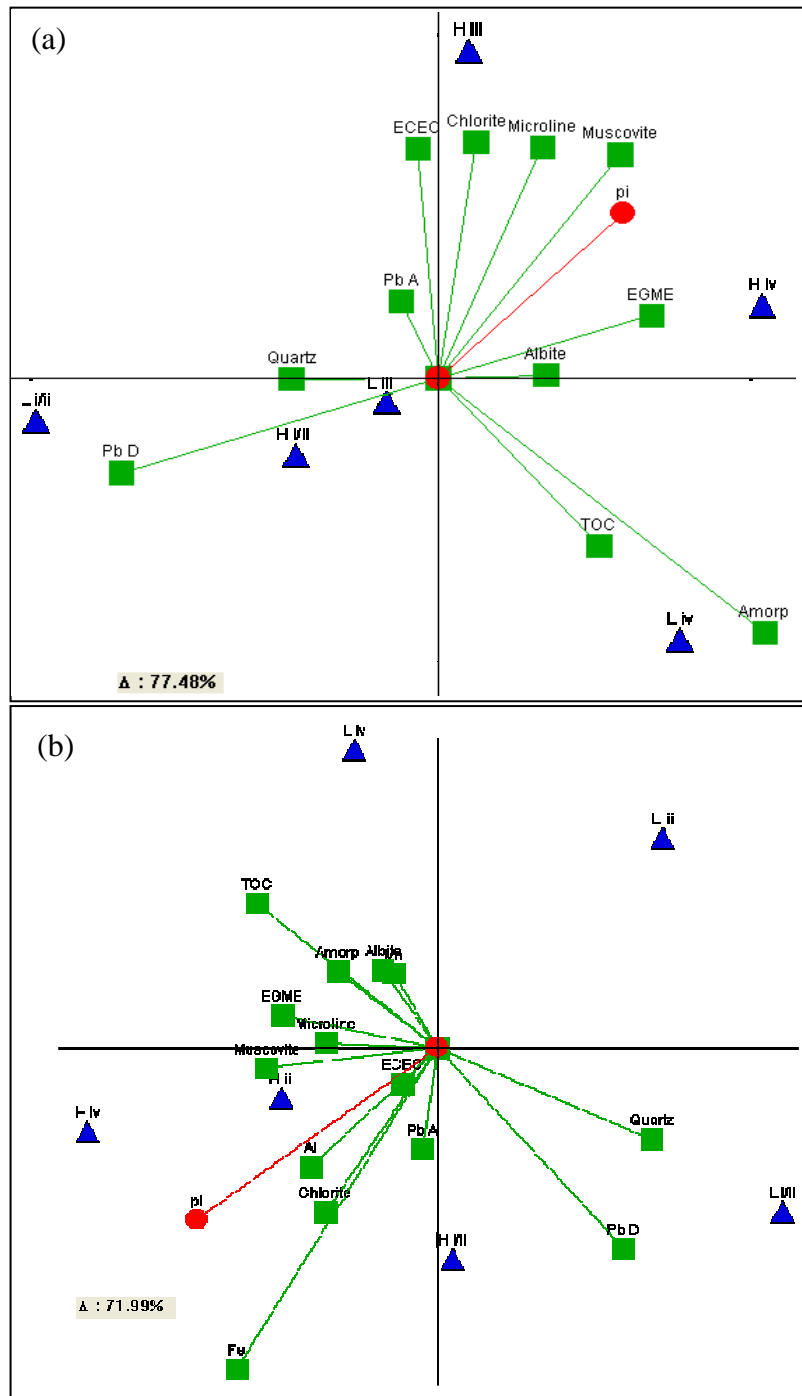 (a)
H III
ECEC
Chlorite
Microline
Muscovite
pi
Pb A
EGME
H iv
Quartz
Albite
L III
L i/ii
H I/II
Pb D
TOC
Amorp
L iv
Δ : 77.48%
(b)
L iv
L ii
TOC
Amorp
Albite
EGME
Microline
Muscovite
H ii
ECEC
H iv
Pb A
Quartz
Al
pi
Chlorite
L I/II
Pb D
H I/II
Δ : 71.99%
Fe